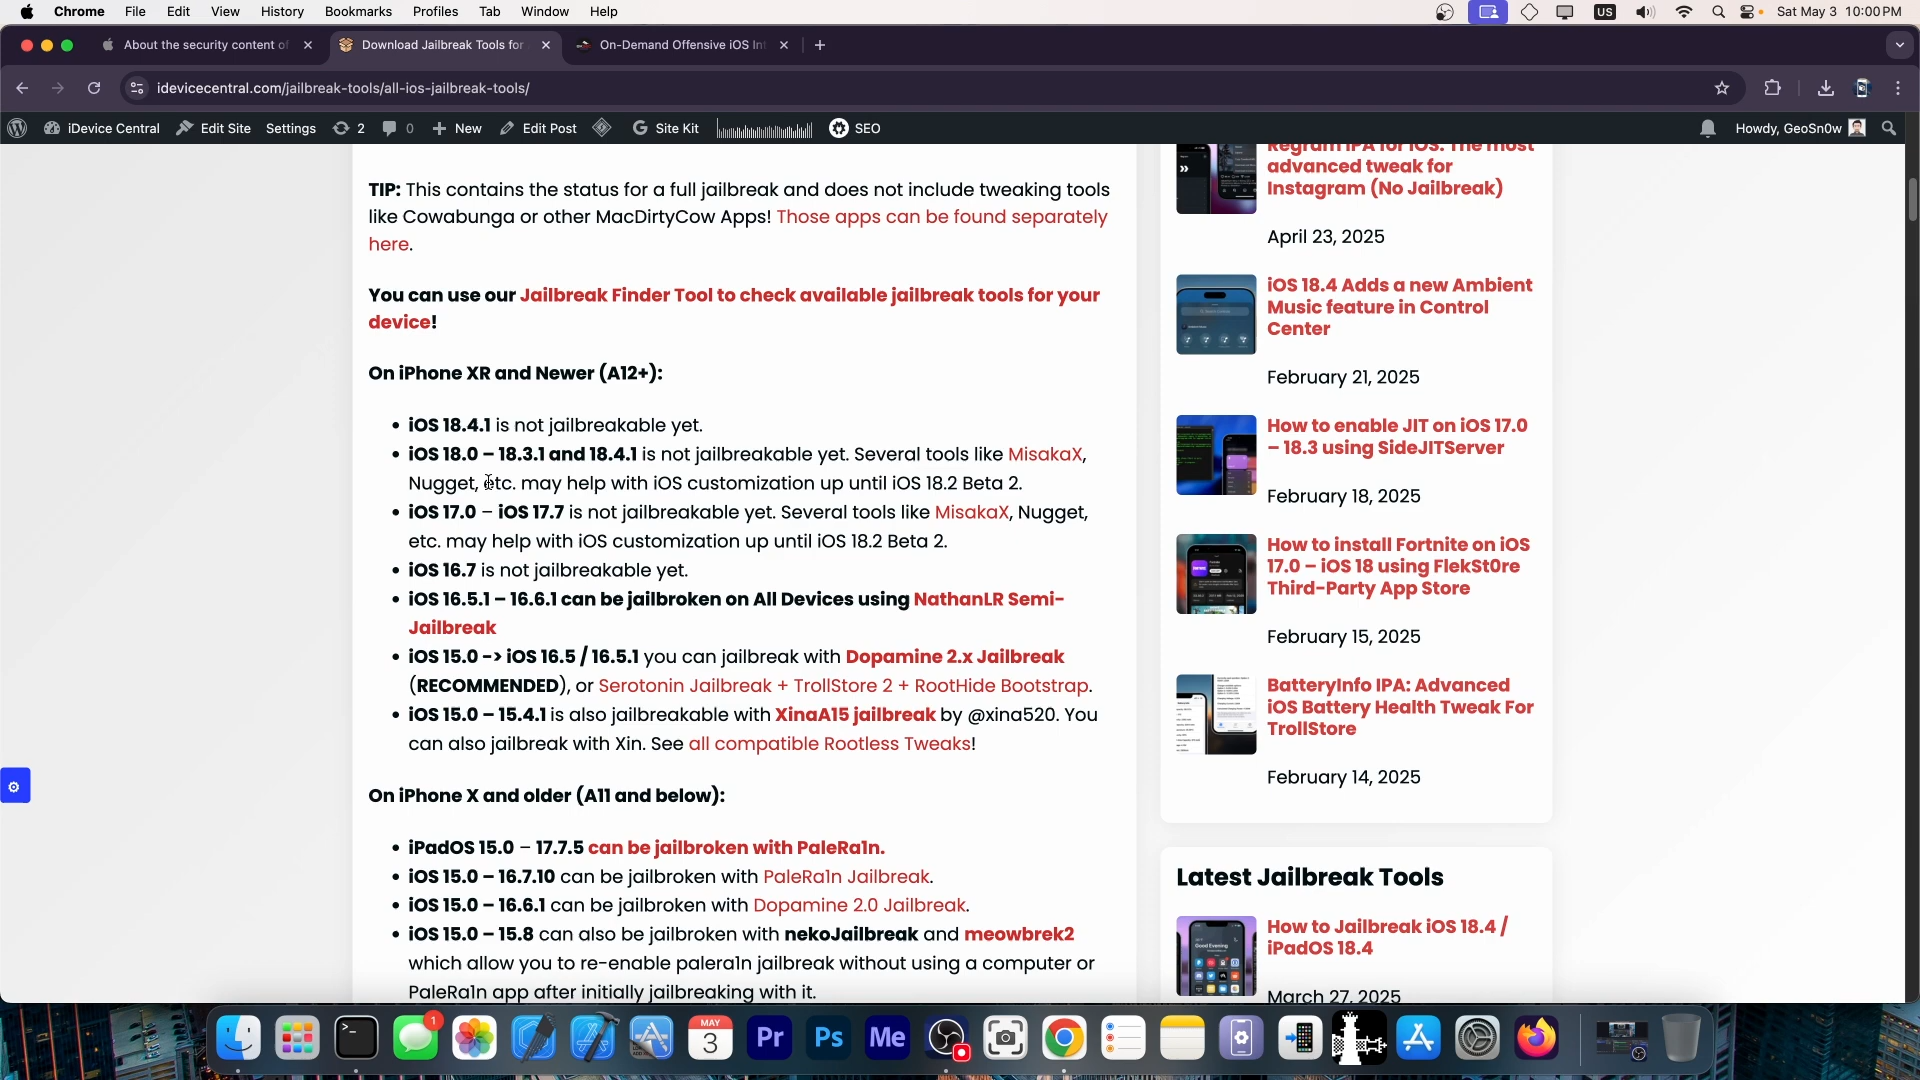 Chrome File Edit View History Bookmarks Profiles Tab Window Help US Sat May 3 10:00 PM
About the security content of Download Jailbreak Tools for On-Demand Offensive iOS Int
idevicecentral.com/jailbreak-tools/all-ios-jailbreak-tools/
iDevice Central Edit Site Settings 2 0 New Edit Post Site Kit SEO Howdy, GeoSn0w
TIP: This contains the status for a full jailbreak and does not include tweaking tools
like Cowabunga or other MacDirtyCow Apps! Those apps can be found separately
here.
You can use our Jailbreak Finder Tool to check available jailbreak tools for your
device!
On iPhone XR and Newer (A12+):
• iOS 18.4.1 is not jailbreakable yet.
• iOS 18.0 – 18.3.1 and 18.4.1 is not jailbreakable yet. Several tools like MisakaX,
Nugget, etc. may help with iOS customization up until iOS 18.2 Beta 2.
• iOS 17.0 – iOS 17.7 is not jailbreakable yet. Several tools like MisakaX, Nugget,
etc. may help with iOS customization up until iOS 18.2 Beta 2.
• iOS 16.7 is not jailbreakable yet.
• iOS 16.5.1 – 16.6.1 can be jailbroken on All Devices using NathanLR Semi-
Jailbreak
• iOS 15.0 -> iOS 16.5 / 16.5.1 you can jailbreak with Dopamine 2.x Jailbreak
(RECOMMENDED), or Serotonin Jailbreak + TrollStore 2 + RootHide Bootstrap.
• iOS 15.0 – 15.4.1 is also jailbreakable with XinaA15 jailbreak by @xina520. You
can also jailbreak with Xin. See all compatible Rootless Tweaks!
On iPhone X and older (A11 and below):
• iPadOS 15.0 – 17.7.5 can be jailbroken with PaleRa1n.
• iOS 15.0 – 16.7.10 can be jailbroken with PaleRa1n Jailbreak.
• iOS 15.0 – 16.6.1 can be jailbroken with Dopamine 2.0 Jailbreak.
• iOS 15.0 – 15.8 can also be jailbroken with nekoJailbreak and meowbrek2
which allow you to re-enable palera1n jailbreak without using a computer or
PaleRa1n app after initially jailbreaking with it.
Regram IPA for iOS: The most
advanced tweak for
Instagram (No Jailbreak)
April 23, 2025
iOS 18.4 Adds a new Ambient
Music feature in Control
Center
February 21, 2025
How to enable JIT on iOS 17.0
– 18.3 using SideJITServer
February 18, 2025
How to install Fortnite on iOS
17.0 – iOS 18 using FlekSt0re
Third-Party App Store
February 15, 2025
BatteryInfo IPA: Advanced
iOS Battery Health Tweak For
TrollStore
February 14, 2025
Latest Jailbreak Tools
How to Jailbreak iOS 18.4 /
iPadOS 18.4
March 27, 2025
1 MAY
3 Pr Ps Me